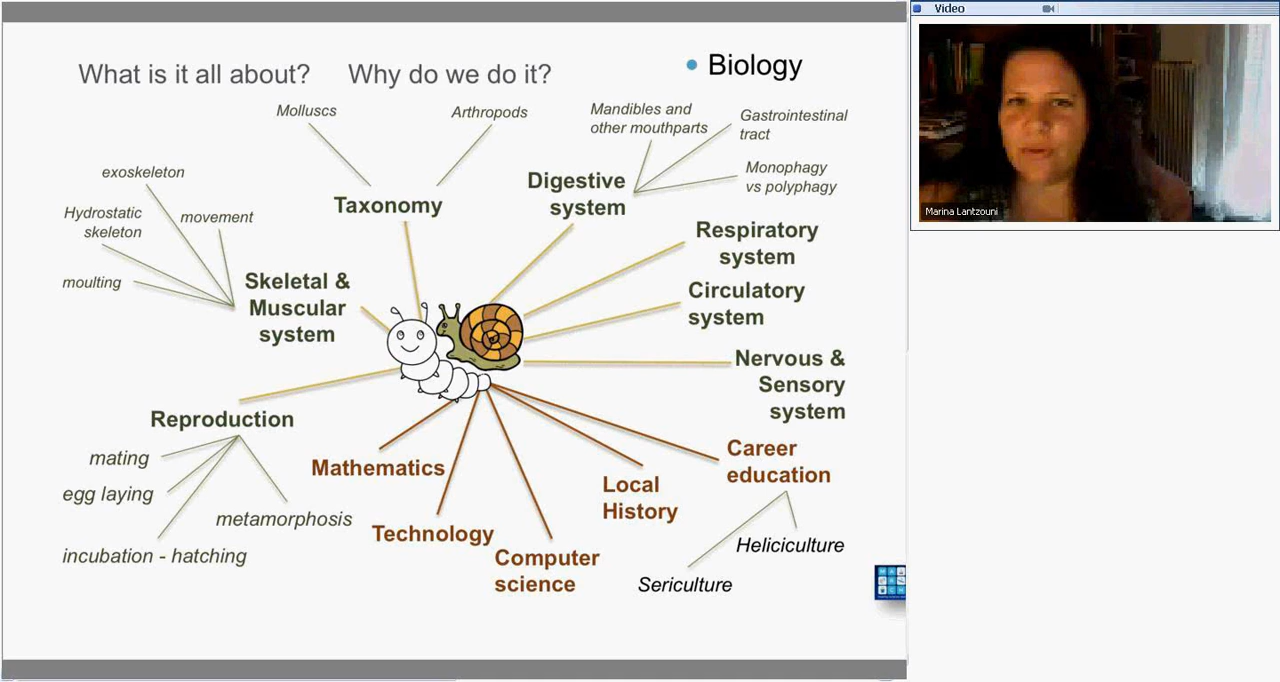 Video
What is it all about?
Why do we do it?
Biology
Molluscs
Arthropods
Mandibles and
other mouthparts
Gastrointestinal
tract
Monophagy
vs polyphagy
exoskeleton
Hydrostatic
skeleton
movement
moulting
Taxonomy
Digestive
system
Respiratory
system
Skeletal &
Muscular
system
Circulatory
system
Nervous &
Sensory
system
Reproduction
mating
egg laying
metamorphosis
incubation - hatching
Mathematics
Technology
Computer
science
Local
History
Career
education
Heliciculture
Sericulture
Marina Lantzouni